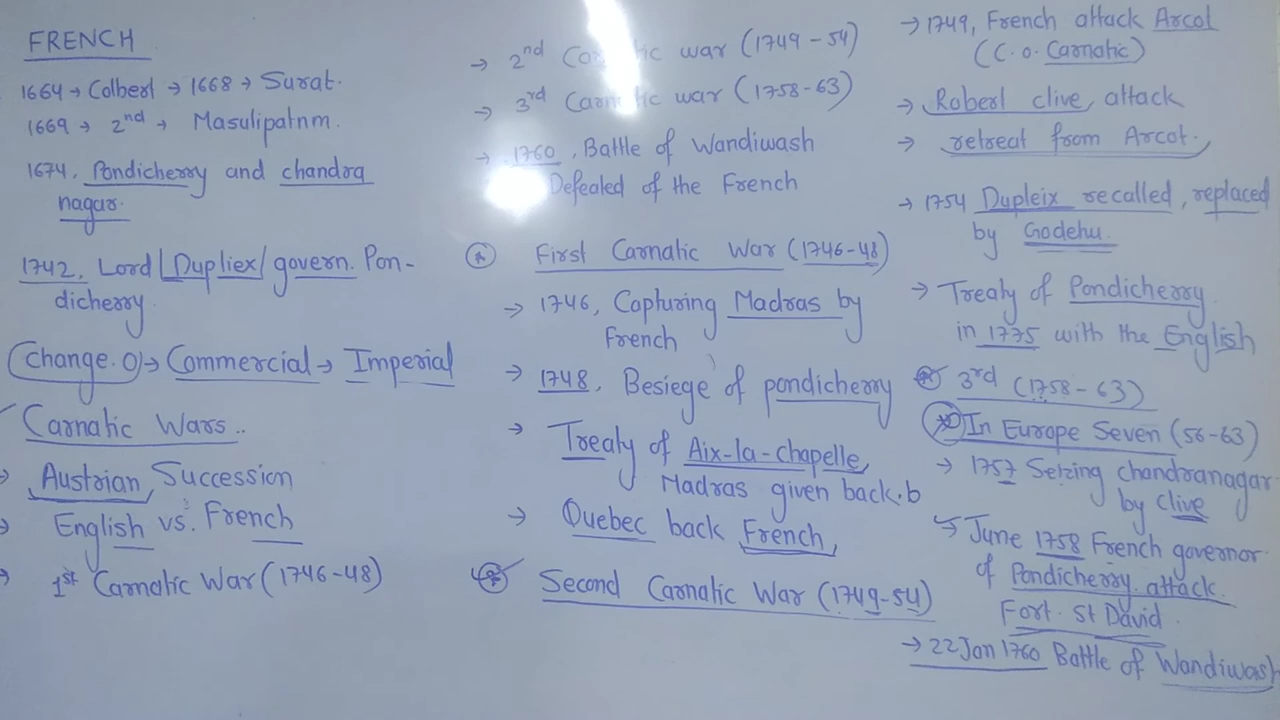 FRENCH
1664 → Colbert → 1668 → Surat.
1669 → 2nd → Masulipatnm.
1674, Pondicherry and chandra
nagar.
1742, Lord Dupliex govern. Pon-
dicherry.
Change. O → Commercial → Imperial
Carnatic Wars..
→ Austrian Succession
→ English vs. French
→ 1st Carnatic War (1746-48)
→ 2nd Carnatic war (1749-54)
→ 3rd Carnatic war (1758-63)
→ 1760, Battle of Wandiwash
Defeated of the French
First Carnatic War (1746-48)
→ 1746, Capturing Madras by
French
→ 1748, Besiege of pondicherry
→ Treaty of Aix-la-chapelle,
Madras given back.b
→ Quebec back French,
Second Carnatic War (1749-54)
→ 1749, French attack Arcot
(C.O. Carnatic)
→ Robert clive, attack
→ retreat from Arcot.
→ 1754 Dupleix recalled, replaced
by Godehu.
→ Treaty of Pondicherry
in 1775 with the English
3rd (1758-63)
In Europe Seven (56-63)
→ 1757 Seizing chandranagar
by Clive
→ June 1758 French governor
of Pondicherry. attack
Fort. St David.
→ 22 Jan 1760 Battle of Wandiwash